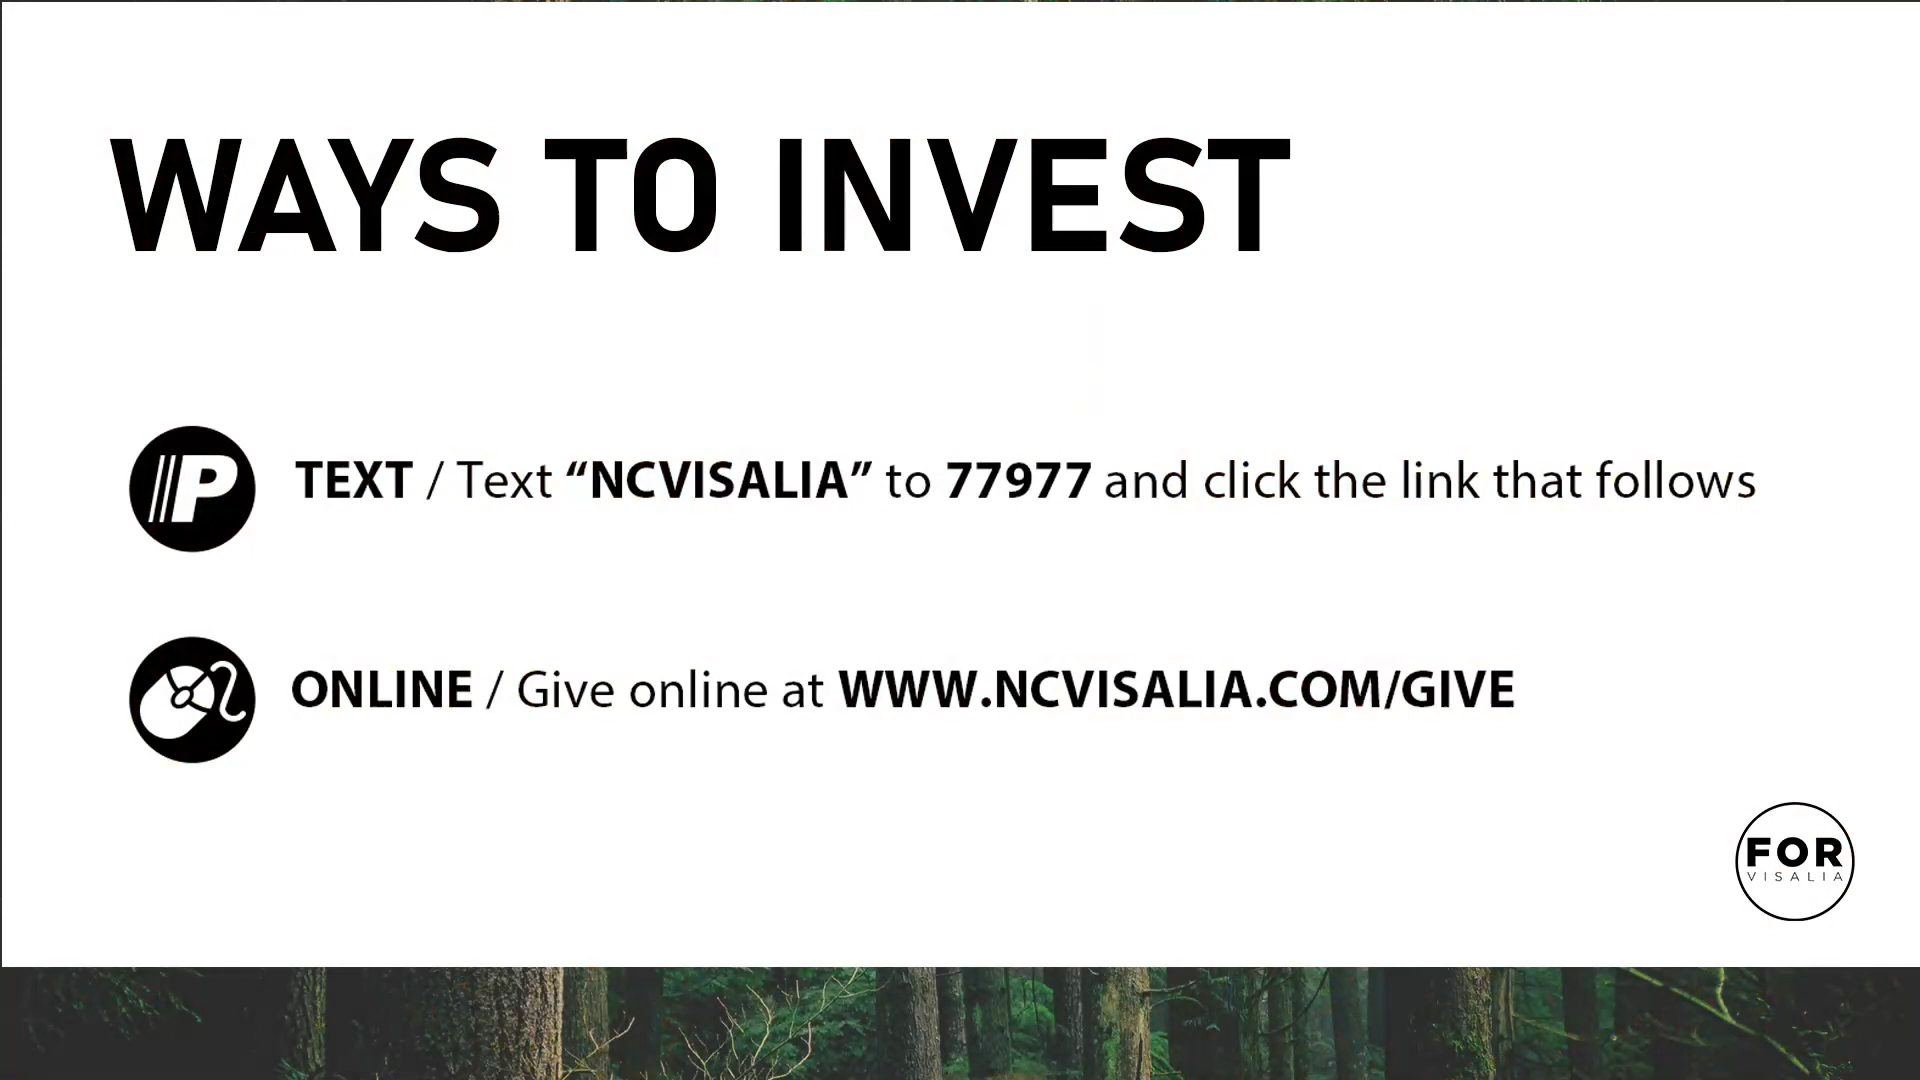 WAYS TO INVEST
P
TEXT / Text “NCVISALIA” to 77977 and click the link that follows
ONLINE / Give online at WWW.NCVISALIA.COM/GIVE
FOR
VISALIA